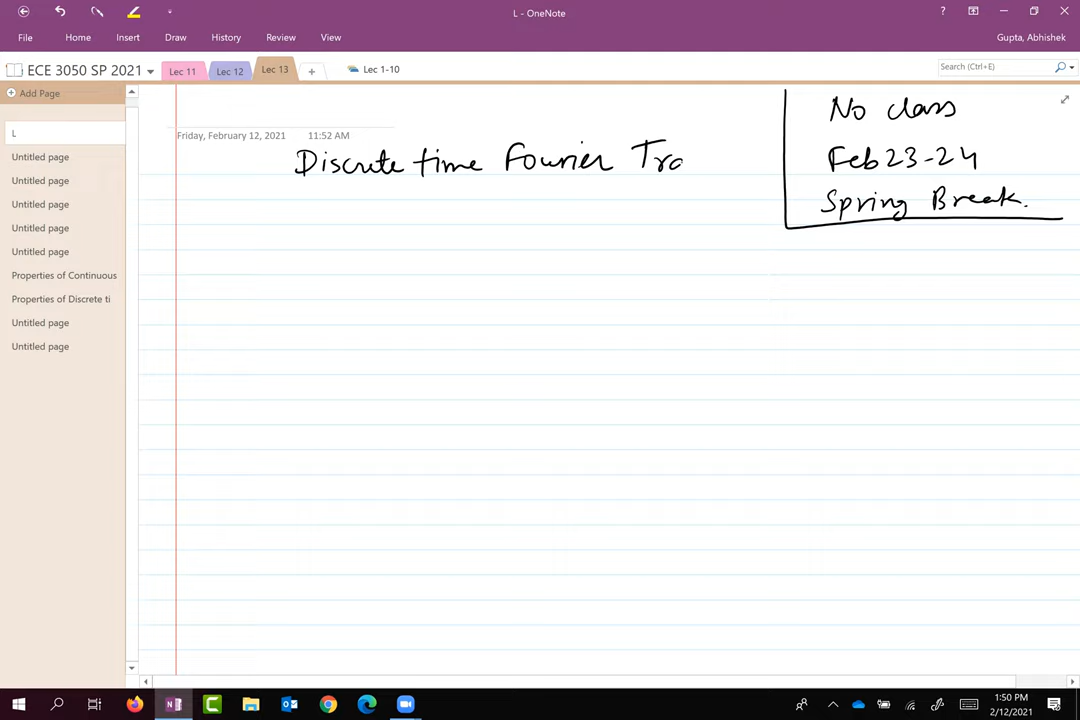 L - OneNote
?
File Home Insert Draw History Review View
Gupta, Abhishek
ECE 3050 SP 2021
Lec 11
Lec 12
Lec 13
+
Lec 1-10
Search (Ctrl+E)
Add Page
L
Untitled page
Untitled page
Untitled page
Untitled page
Untitled page
Properties of Continuous
Properties of Discrete ti
Untitled page
Untitled page
Friday, February 12, 2021 11:52 AM
Discrete time Fourier Tra
No class
Feb 23-24
Spring Break.
1:50 PM
2/12/2021